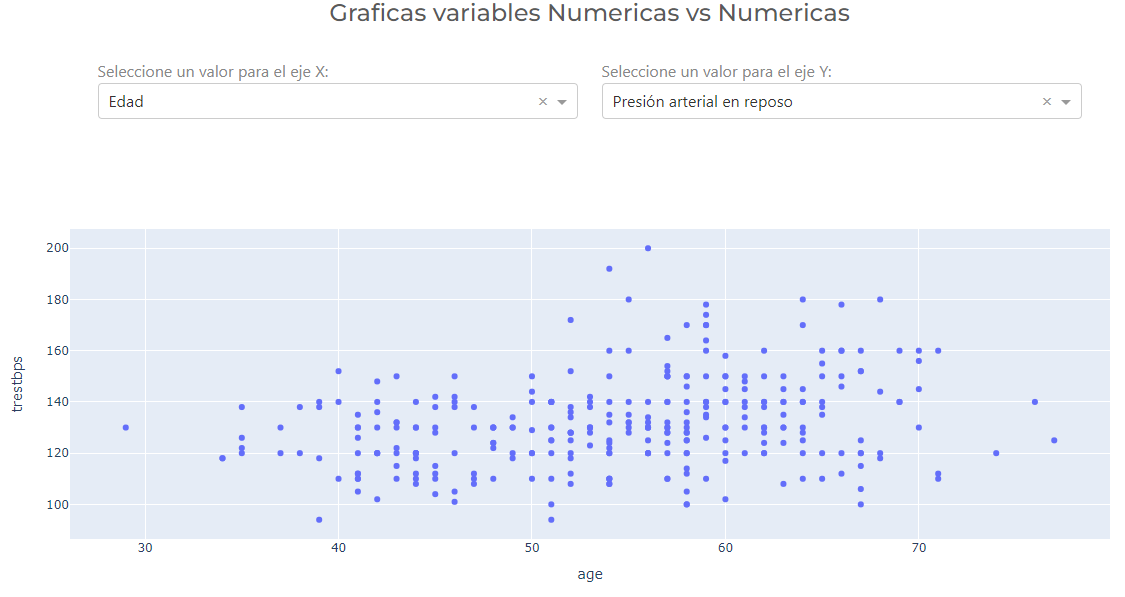 Graficas variables Numericas vs Numericas
Seleccione un valor para el eje X:
Seleccione un valor para el eje Y:
Edad
Presión arterial en reposo
200
180
160
140
120
100
trestbps
30 40 50 60 70
age